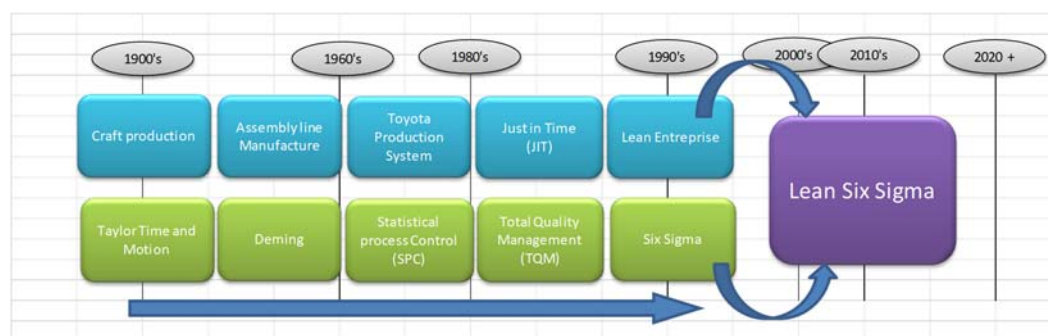 1900's
1960's
1980's
1990's
2000's
2010's
2020 +
Craft production
Assembly line
Manufacture
Toyota
Production
System
Just in Time
(JIT)
Lean Entreprise
Lean Six Sigma
Taylor Time and
Motion
Deming
Statistical
process Control
(SPC)
Total Quality
Management
(TQM)
Six Sigma